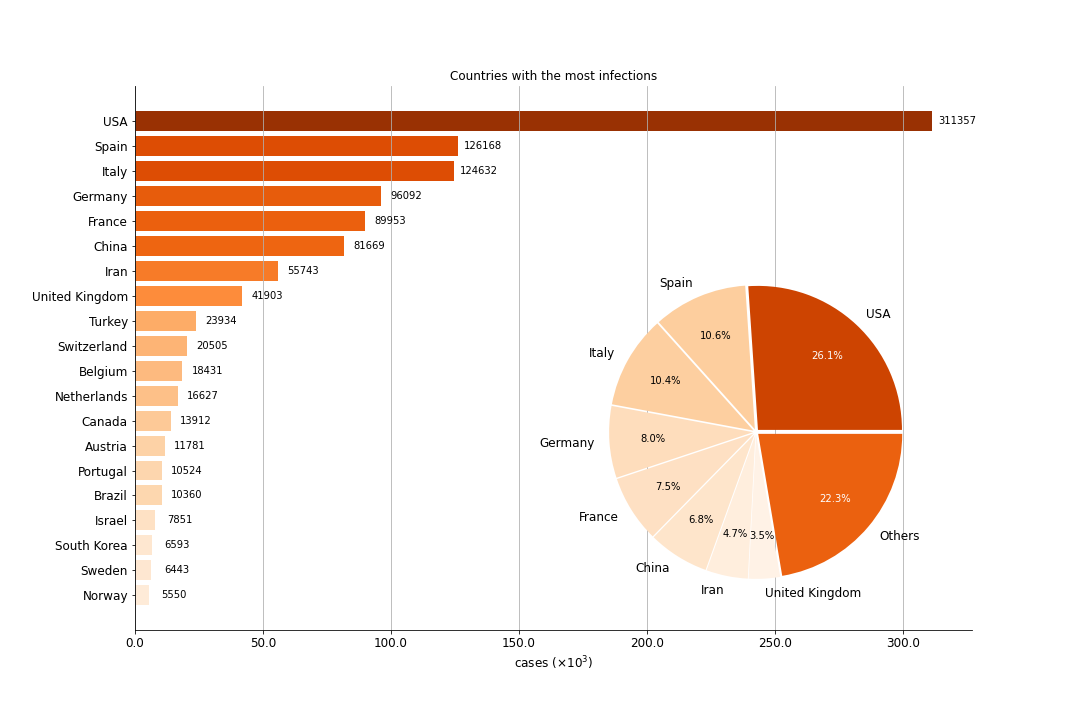 Countries with the most infections
USA 311357
Spain 126168
Italy 124632
Germany 96092
France 89953
China 81669
Iran 55743
United Kingdom 41903
Turkey 23934
Switzerland 20505
Belgium 18431
Netherlands 16627
Canada 13912
Austria 11781
Portugal 10524
Brazil 10360
Israel 7851
South Korea 6593
Sweden 6443
Norway 5550
0.0 50.0 100.0 150.0 200.0 250.0 300.0
cases (×10³)
USA
26.1%
Spain
10.6%
Italy
10.4%
Germany
8.0%
France
7.5%
China
6.8%
Iran
4.7%
United Kingdom
3.5%
Others
22.3%